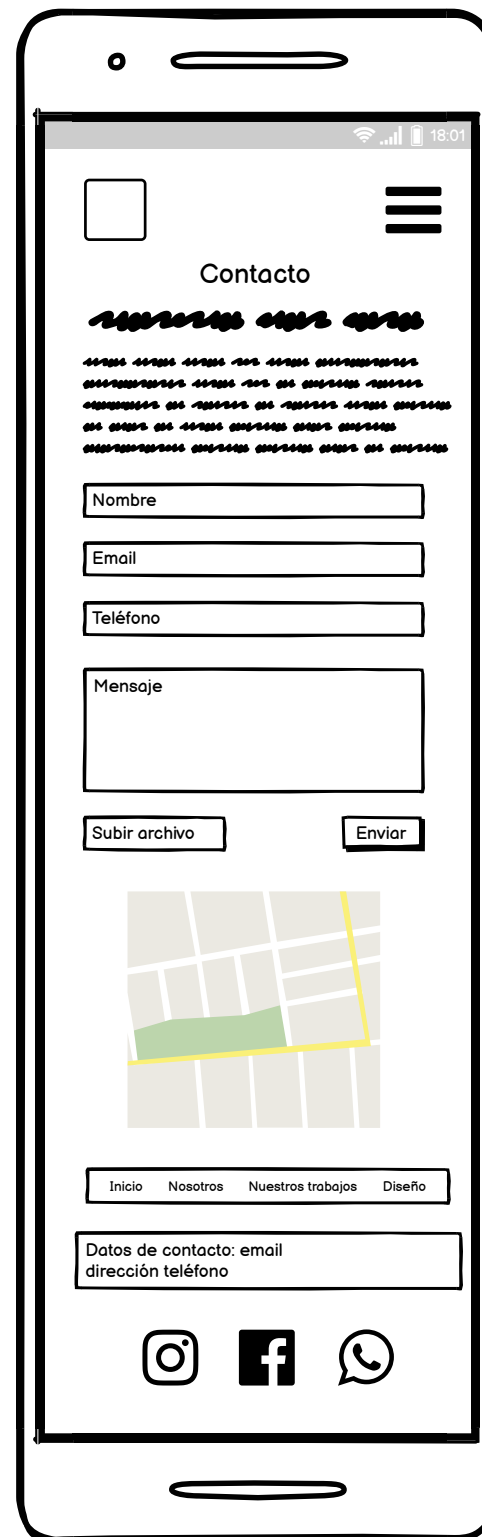 18:01
Contacto
Nombre
Email
Teléfono
Mensaje
Subir archivo Enviar
Inicio Nosotros Nuestros trabajos Diseño
Datos de contacto: email
dirección teléfono